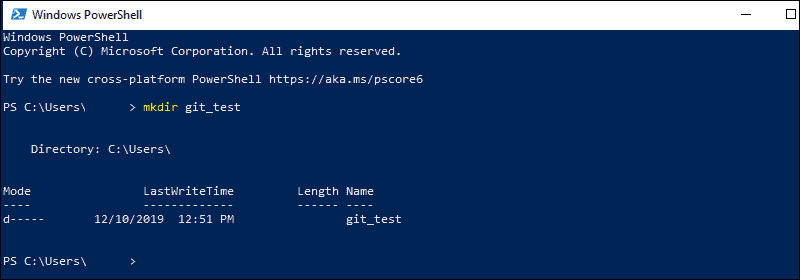 Windows PowerShell
Windows PowerShell
Copyright (C) Microsoft Corporation. All rights reserved.
Try the new cross-platform PowerShell https://aka.ms/pscore6
PS C:\Users\      > mkdir git_test
Directory: C:\Users\
Mode                LastWriteTime         Length Name
----                -------------         ------ ----
d-----       12/10/2019  12:51 PM                git_test
PS C:\Users\      >